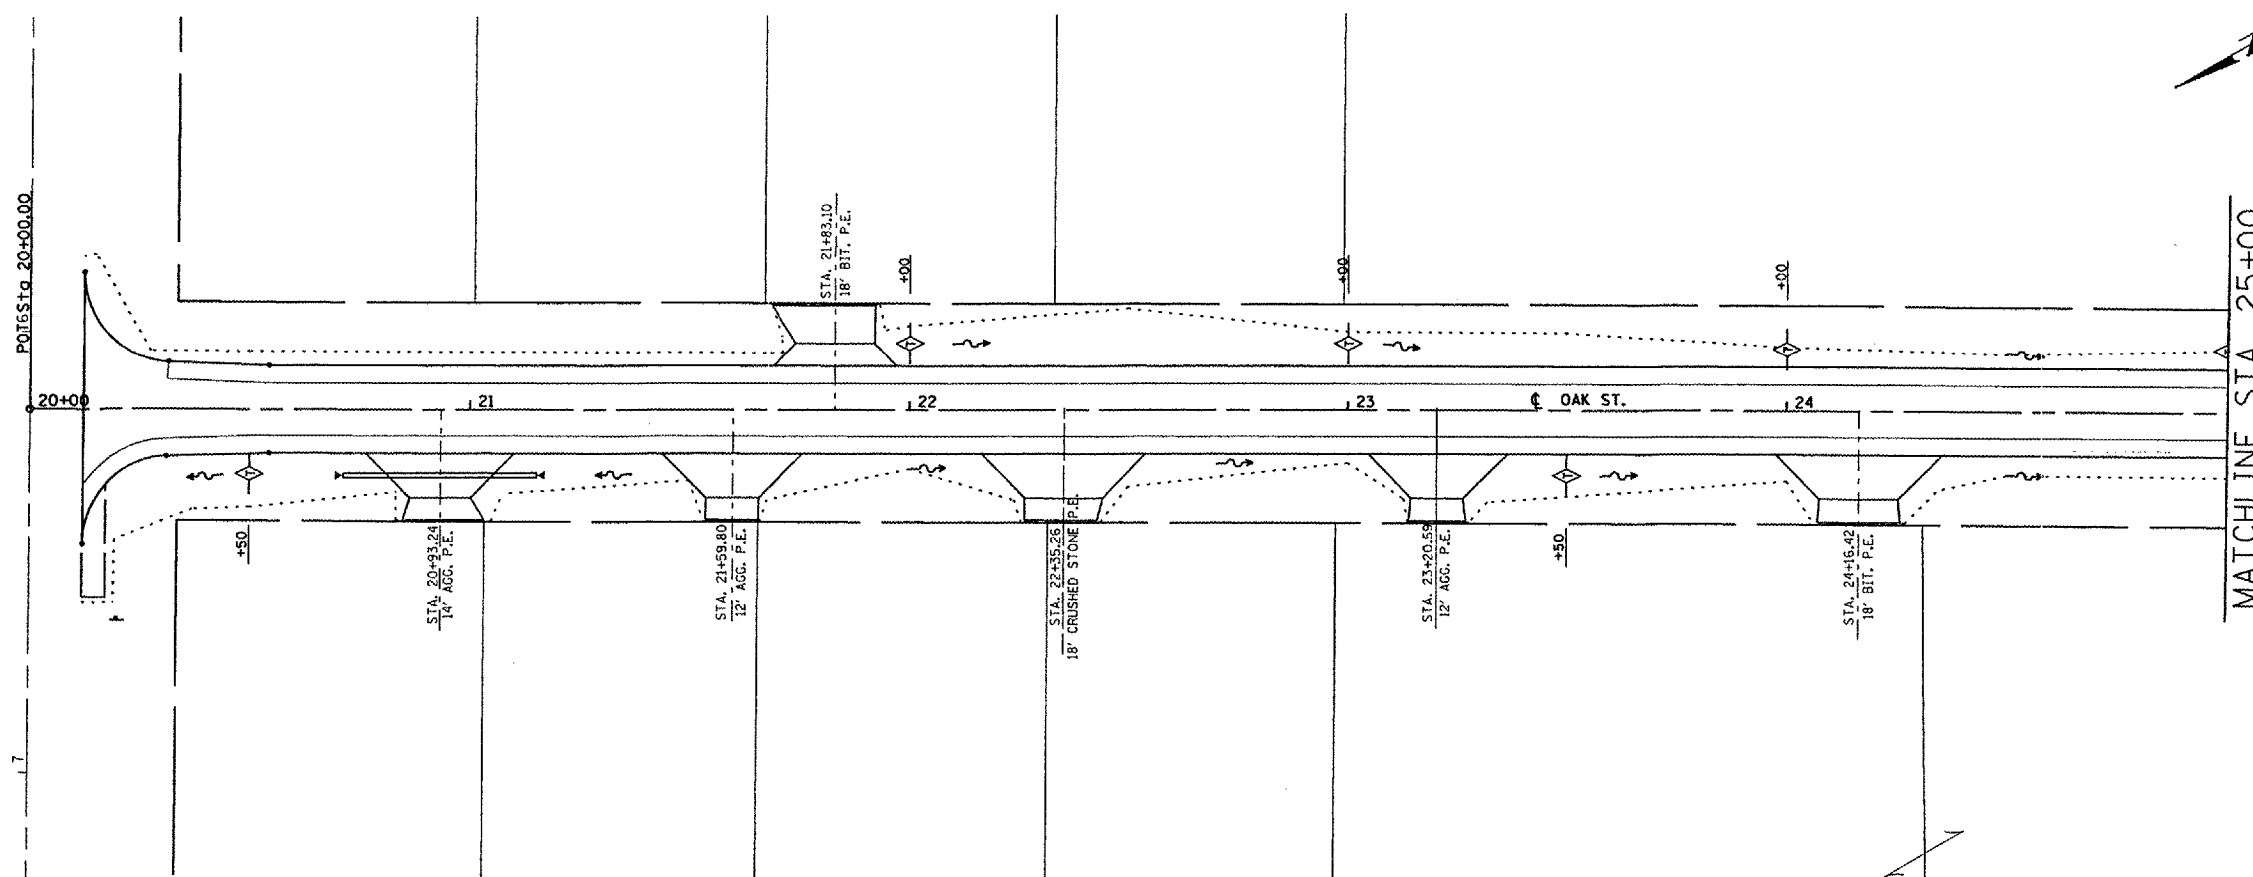 POT6Sta 20+00.00
STA. 21+83.10
18' BIT. P.E.
+00
+00
+00
20+00
21
22
23
℄ OAK ST.
24
MATCHLINE STA 25+00
T
T
T
T
T
+50
STA. 20+93.24
14' AGG. P.E.
STA. 21+59.80
12' AGG. P.E.
STA. 22+35.26
18' CRUSHED STONE P.E.
STA. 23+20.59
12' AGG. P.E.
+50
STA. 24+16.42
18' BIT. P.E.
7